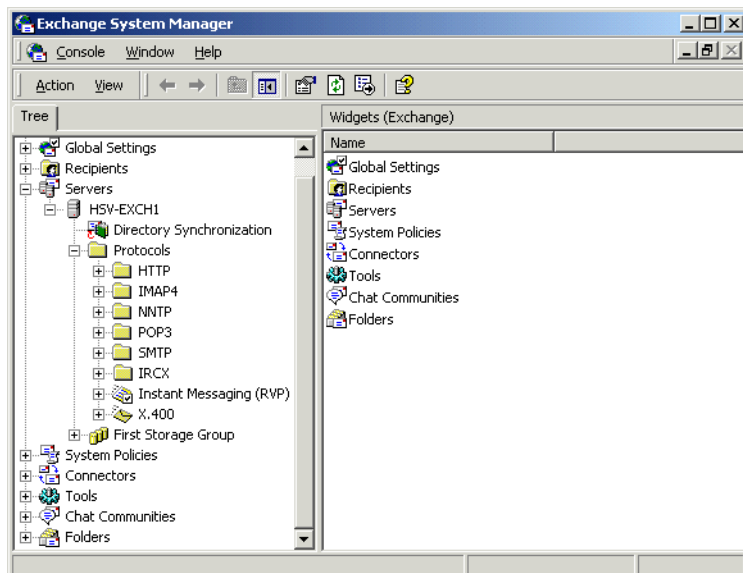 Exchange System Manager
Console Window Help
Action View
Tree
Widgets (Exchange)
Global Settings
Recipients
Servers
HSV-EXCH1
Directory Synchronization
Protocols
HTTP
IMAP4
NNTP
POP3
SMTP
IRCX
Instant Messaging (RVP)
X.400
First Storage Group
System Policies
Connectors
Tools
Chat Communities
Folders
Name
Global Settings
Recipients
Servers
System Policies
Connectors
Tools
Chat Communities
Folders